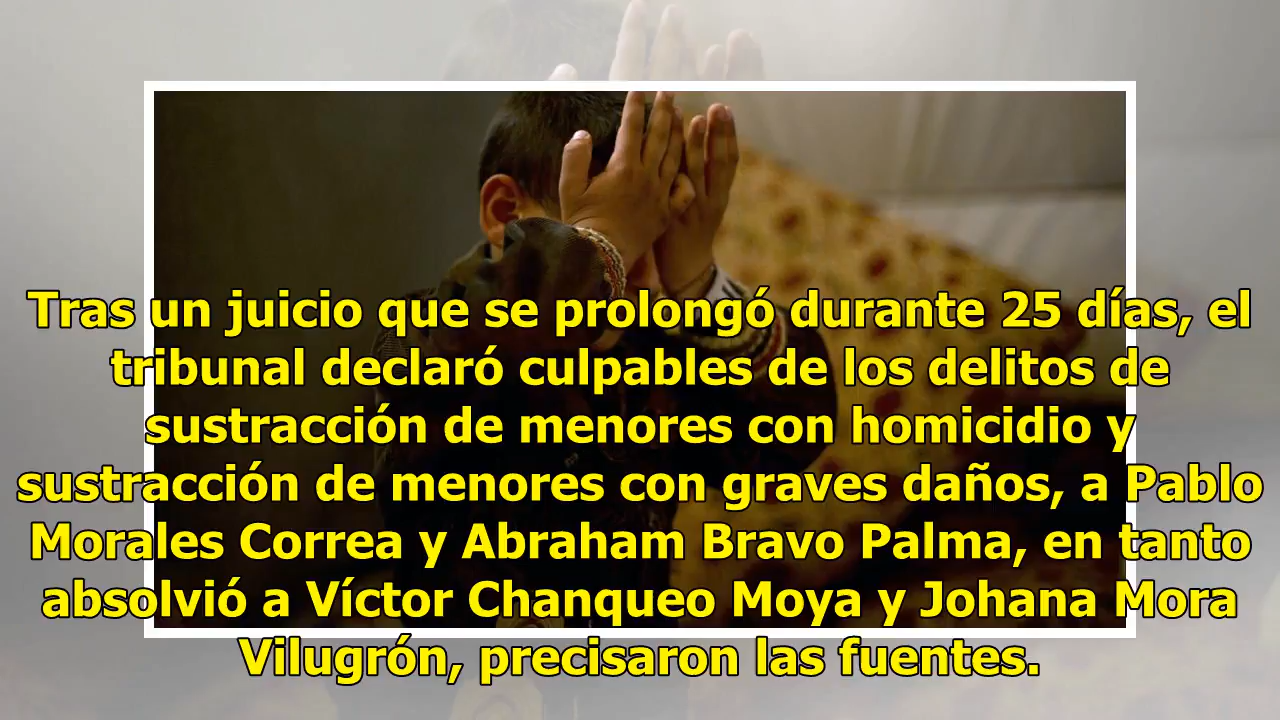 Tras un juicio que se prolongó durante 25 días, el
tribunal declaró culpables de los delitos de
sustracción de menores con homicidio y
sustracción de menores con graves daños, a Pablo
Morales Correa y Abraham Bravo Palma, en tanto
absolvió a Víctor Chanqueo Moya y Johana Mora
Vilugrón, precisaron las fuentes.